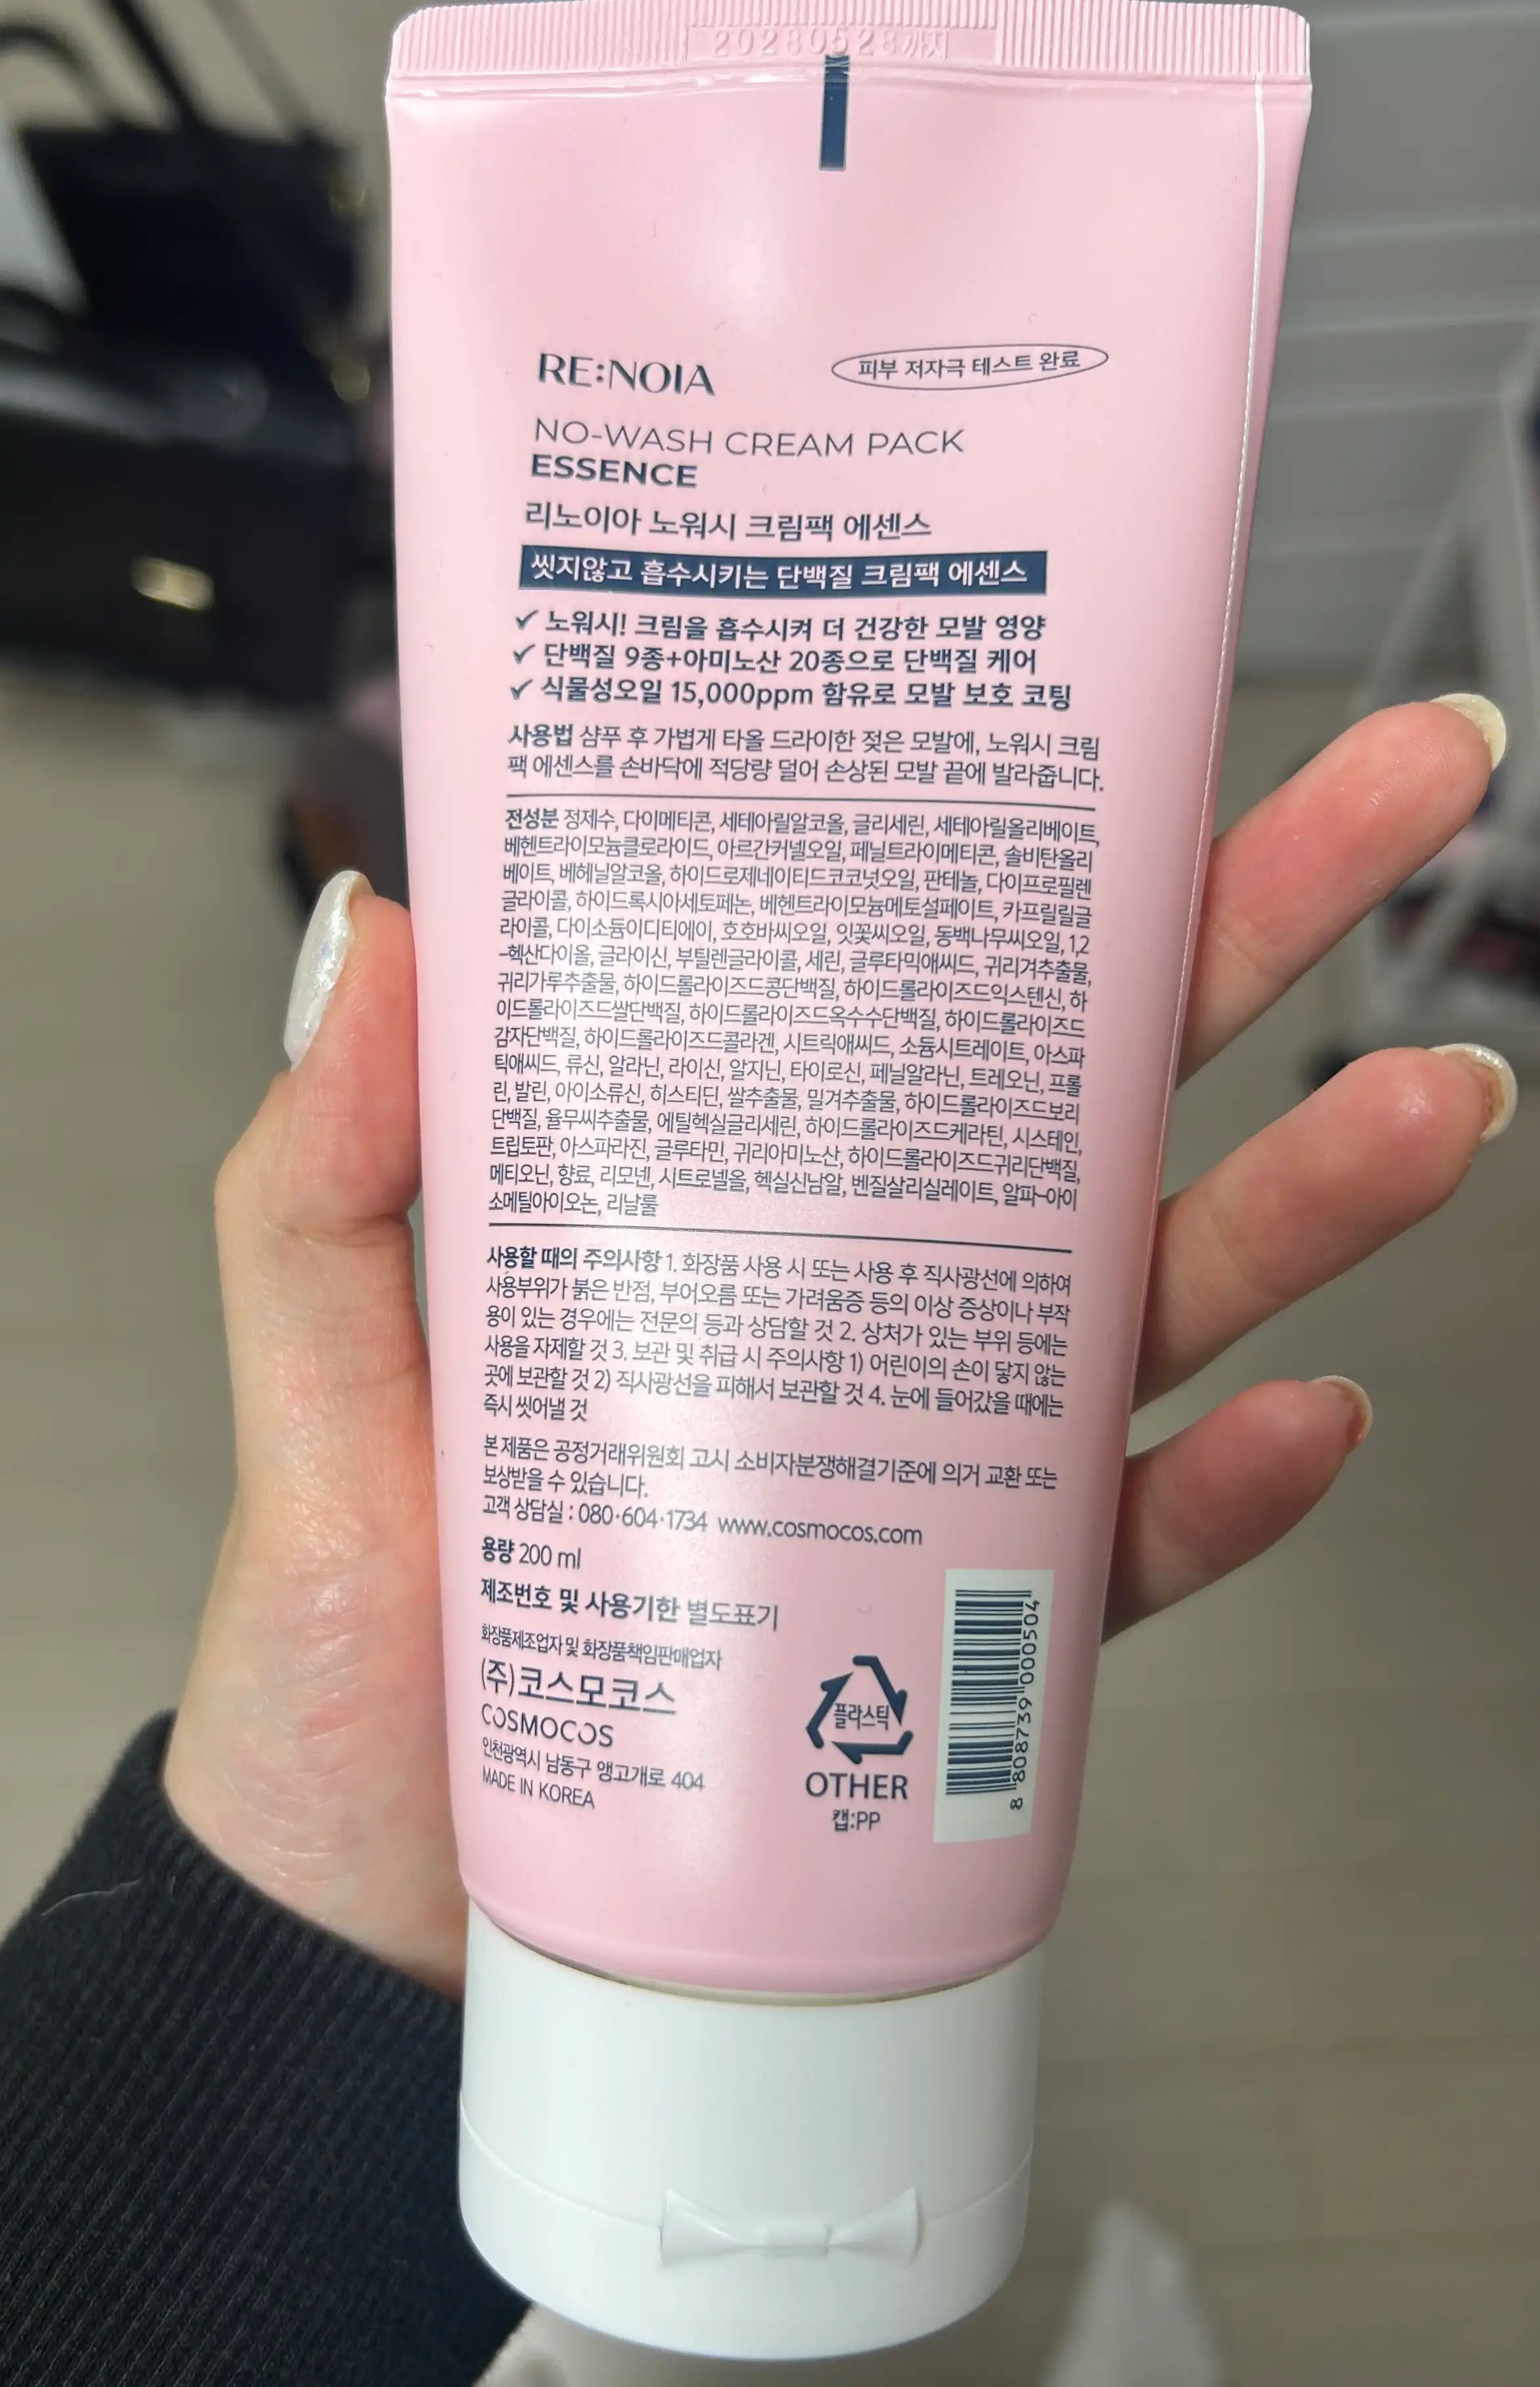 20280528까지
RE:NOIA
피부 저자극 테스트 완료
NO-WASH CREAM PACK
ESSENCE
리노이아 노워시 크림팩 에센스
씻지않고 흡수시키는 단백질 크림팩 에센스
✓ 노워시! 크림을 흡수시켜 더 건강한 모발 영양
✓ 단백질 9종+아미노산 20종으로 단백질 케어
✓ 식물성오일 15,000ppm 함유로 모발 보호 코팅
사용법 샴푸 후 가볍게 타올 드라이한 젖은 모발에, 노워시 크림
팩 에센스를 손바닥에 적당량 덜어 손상된 모발 끝에 발라줍니다.
전성분 정제수, 다이메티콘, 세테아릴알코올, 글리세린, 세테아릴올리베이트,
베헨트라이모늄클로라이드, 아르간커넬오일, 페닐트라이메티콘, 솔비탄올리
베이트, 베헤닐알코올, 하이드로제네이티드코코넛오일, 판테놀, 다이프로필렌
글라이콜, 하이드록시아세토페논, 베헨트라이모늄메토설페이트, 카프릴릴글
라이콜, 다이소듐이디티에이, 호호바씨오일, 잇꽃씨오일, 동백나무씨오일, 1,2
-헥산다이올, 글라이신, 부틸렌글라이콜, 세린, 글루타믹애씨드, 귀리겨추출물,
귀리가루추출물, 하이드롤라이즈드콩단백질, 하이드롤라이즈드익스텐신, 하
이드롤라이즈드쌀단백질, 하이드롤라이즈드옥수수단백질, 하이드롤라이즈드
감자단백질, 하이드롤라이즈드콜라겐, 시트릭애씨드, 소듐시트레이트, 아스파
틱애씨드, 류신, 알라닌, 라이신, 알지닌, 타이로신, 페닐알라닌, 트레오닌, 프롤
린, 발린, 아이소류신, 히스티딘, 쌀추출물, 밀겨추출물, 하이드롤라이즈드보리
단백질, 율무씨추출물, 에틸헥실글리세린, 하이드롤라이즈드케라틴, 시스테인,
트립토판, 아스파라진, 글루타민, 귀리아미노산, 하이드롤라이즈드귀리단백질,
메티오닌, 향료, 리모넨, 시트로넬올, 헥실신남알, 벤질살리실레이트, 알파-아이
소메틸아이오논, 리날룰
사용할 때의 주의사항 1. 화장품 사용 시 또는 사용 후 직사광선에 의하여
사용부위가 붉은 반점, 부어오름 또는 가려움증 등의 이상 증상이나 부작
용이 있는 경우에는 전문의 등과 상담할 것 2. 상처가 있는 부위 등에는
사용을 자제할 것 3. 보관 및 취급 시 주의사항 1) 어린이의 손이 닿지 않는
곳에 보관할 것 2) 직사광선을 피해서 보관할 것 4. 눈에 들어갔을 때에는
즉시 씻어낼 것
본 제품은 공정거래위원회 고시 소비자분쟁해결기준에 의거 교환 또는
보상받을 수 있습니다.
고객 상담실 : 080·604·1734 www.cosmocos.com
용량 200 ml
제조번호 및 사용기한 별도표기
화장품제조업자 및 화장품책임판매업자
(주)코스모코스
COSMOCOS
인천광역시 남동구 앵고개로 404
MADE IN KOREA
플라스틱
OTHER
캡:PP
8 808739 000504